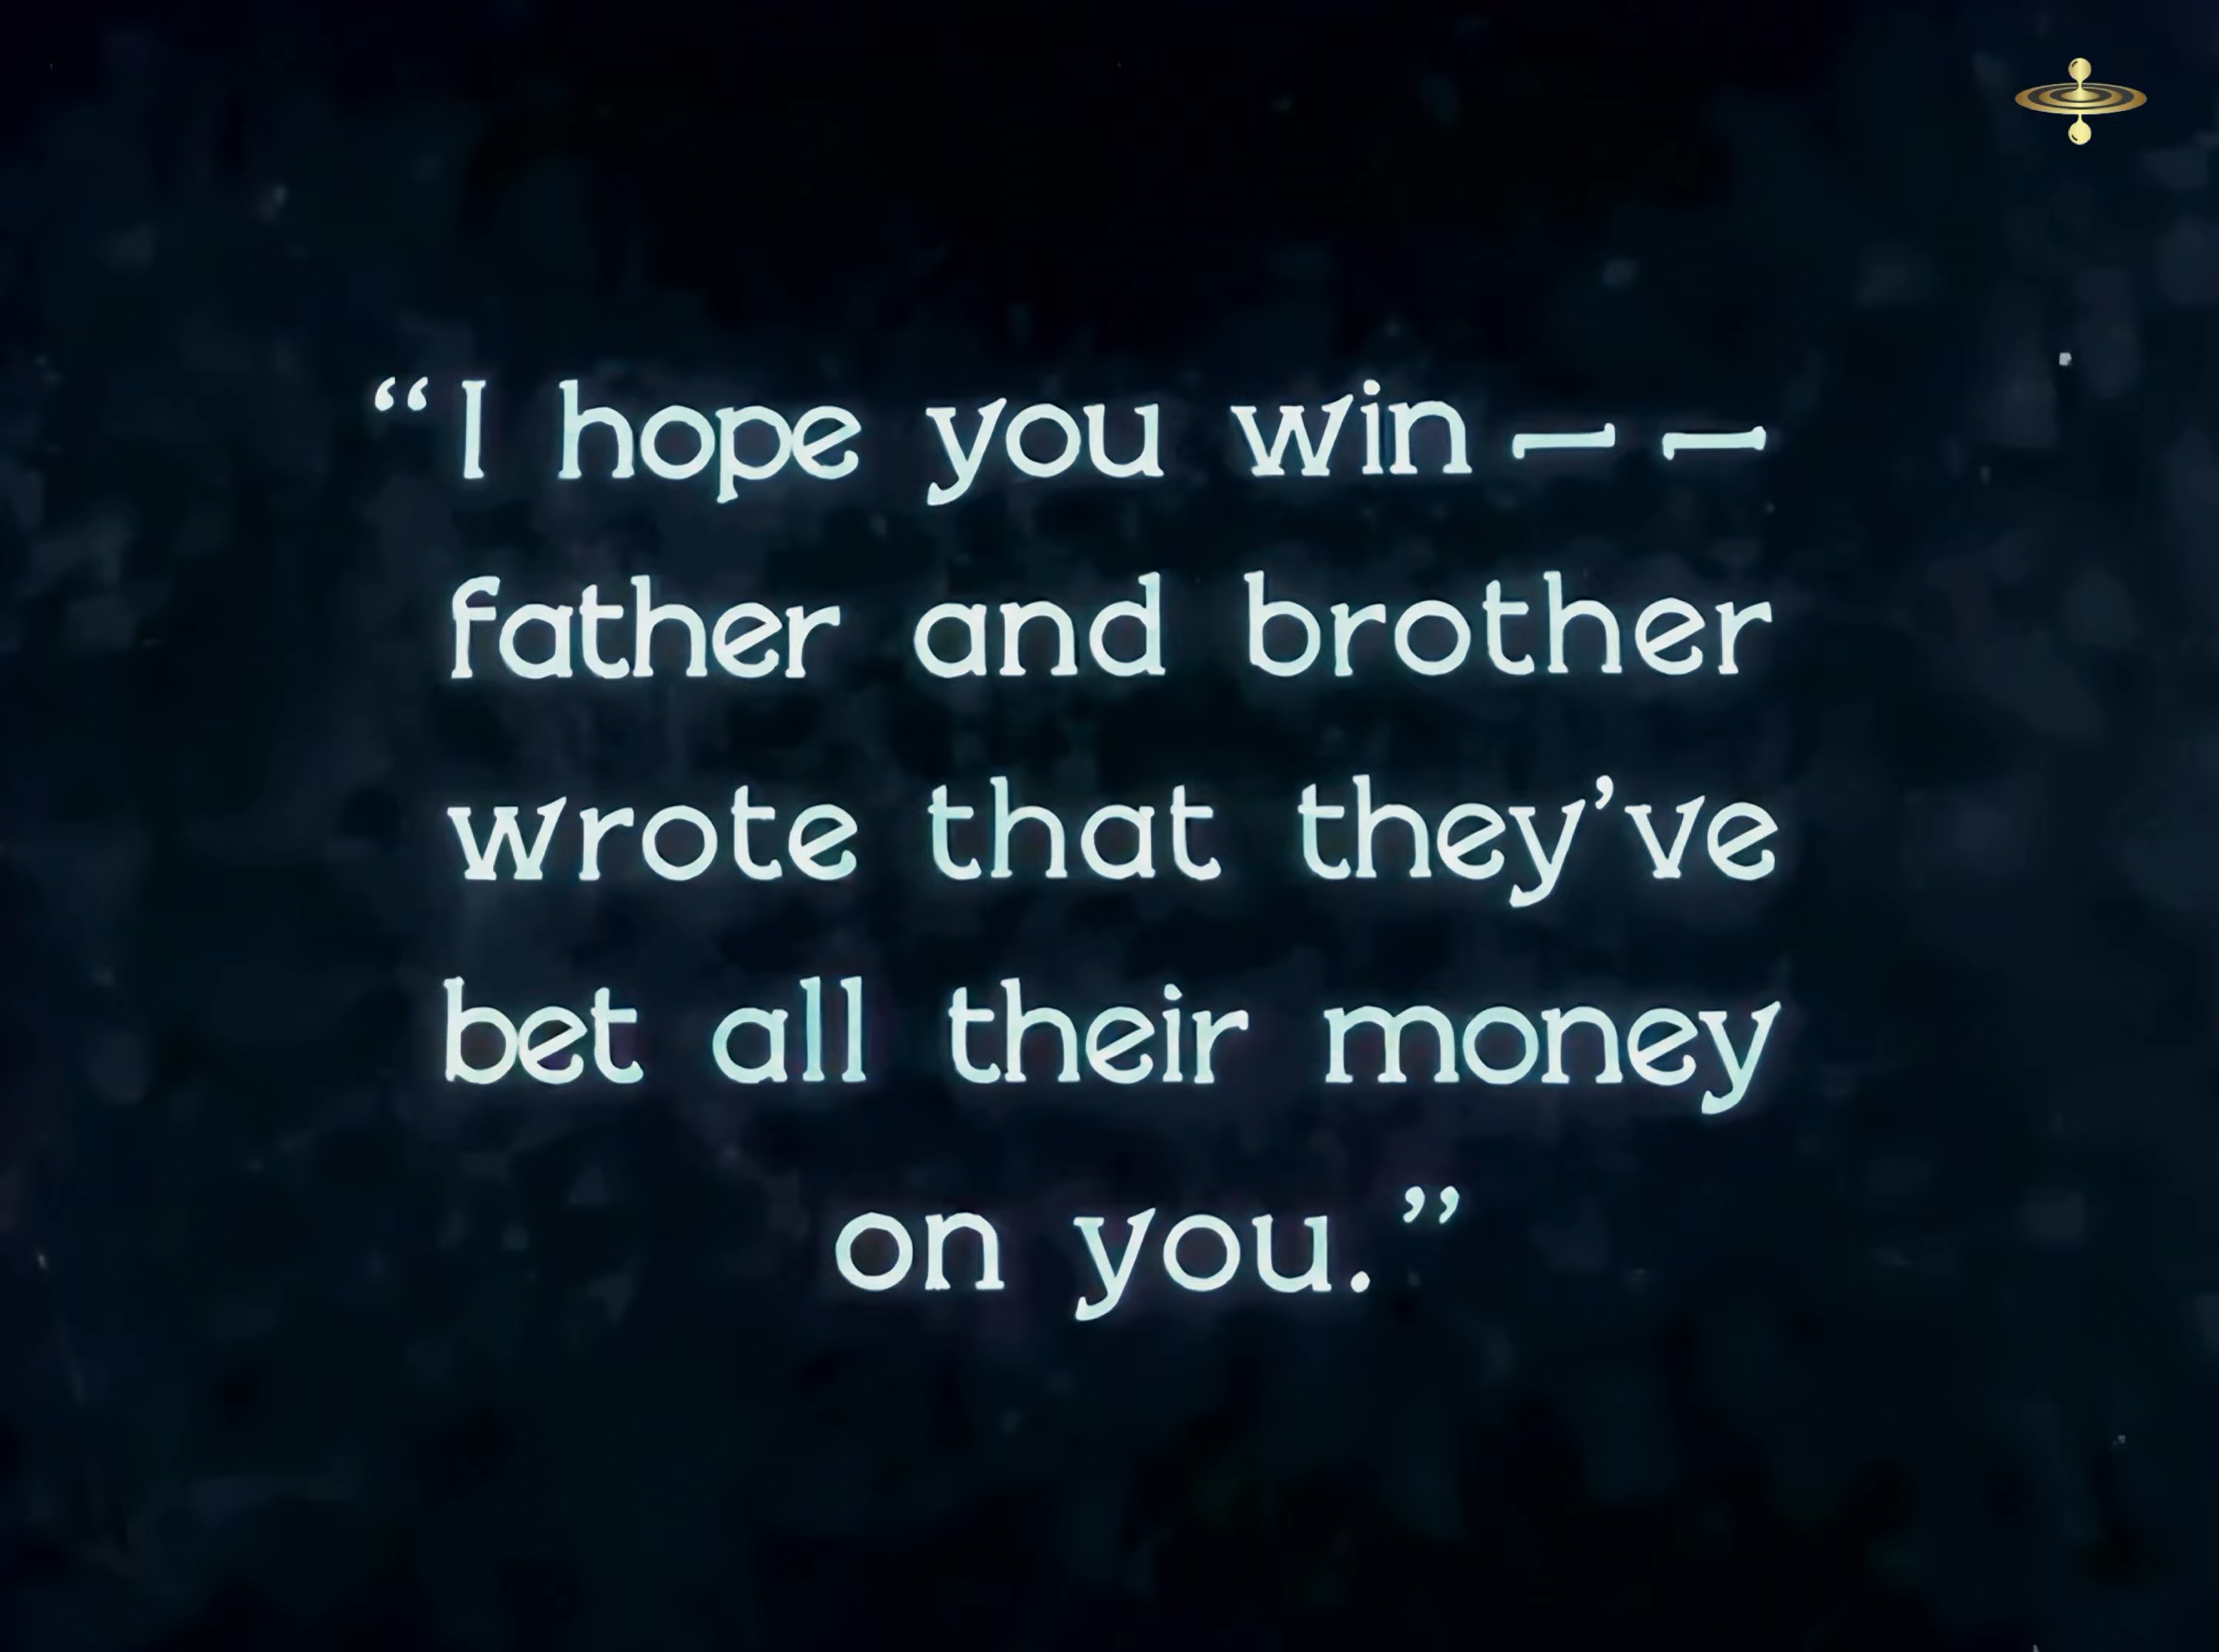 “I hope you win — —
father and brother
wrote that they’ve
bet all their money
on you.”